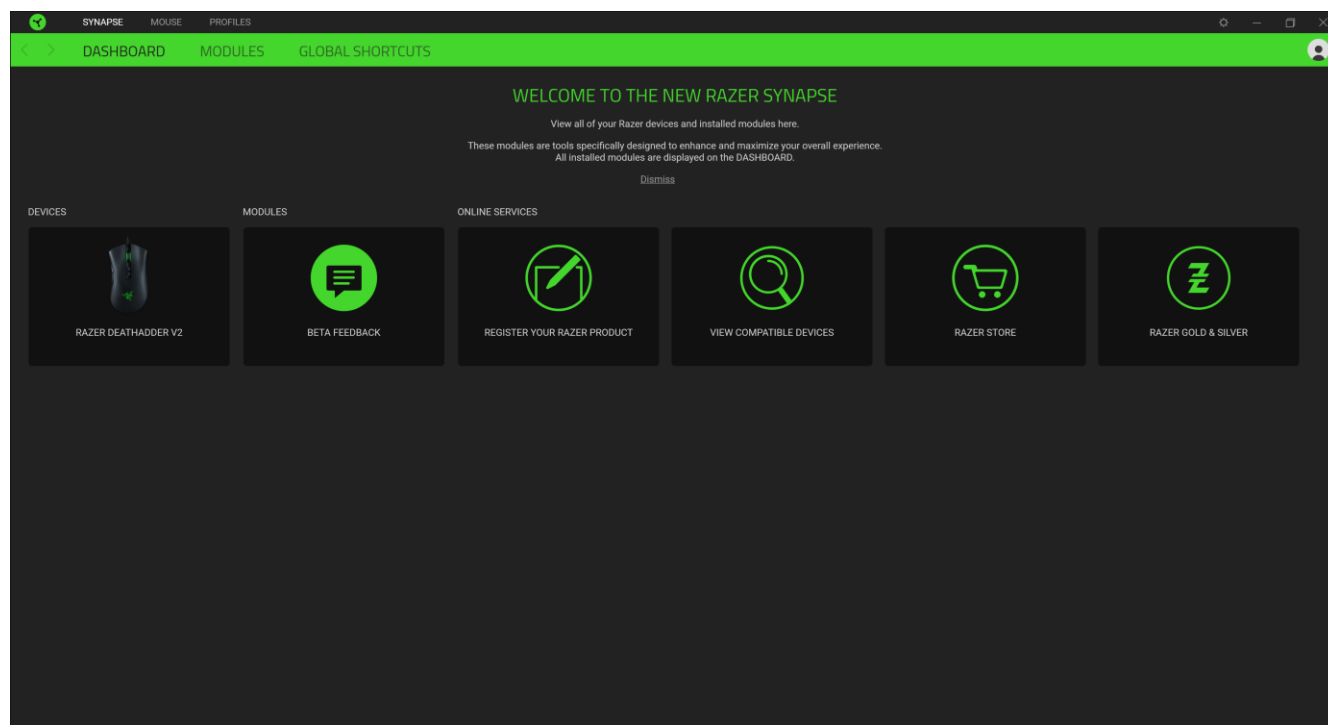 SYNAPSE MOUSE PROFILES
DASHBOARD MODULES GLOBAL SHORTCUTS
WELCOME TO THE NEW RAZER SYNAPSE
View all of your Razer devices and installed modules here.
These modules are tools specifically designed to enhance and maximize your overall experience.
All installed modules are displayed on the DASHBOARD.
Dismiss
DEVICES MODULES ONLINE SERVICES
RAZER DEATHADDER V2 BETA FEEDBACK REGISTER YOUR RAZER PRODUCT VIEW COMPATIBLE DEVICES RAZER STORE RAZER GOLD & SILVER